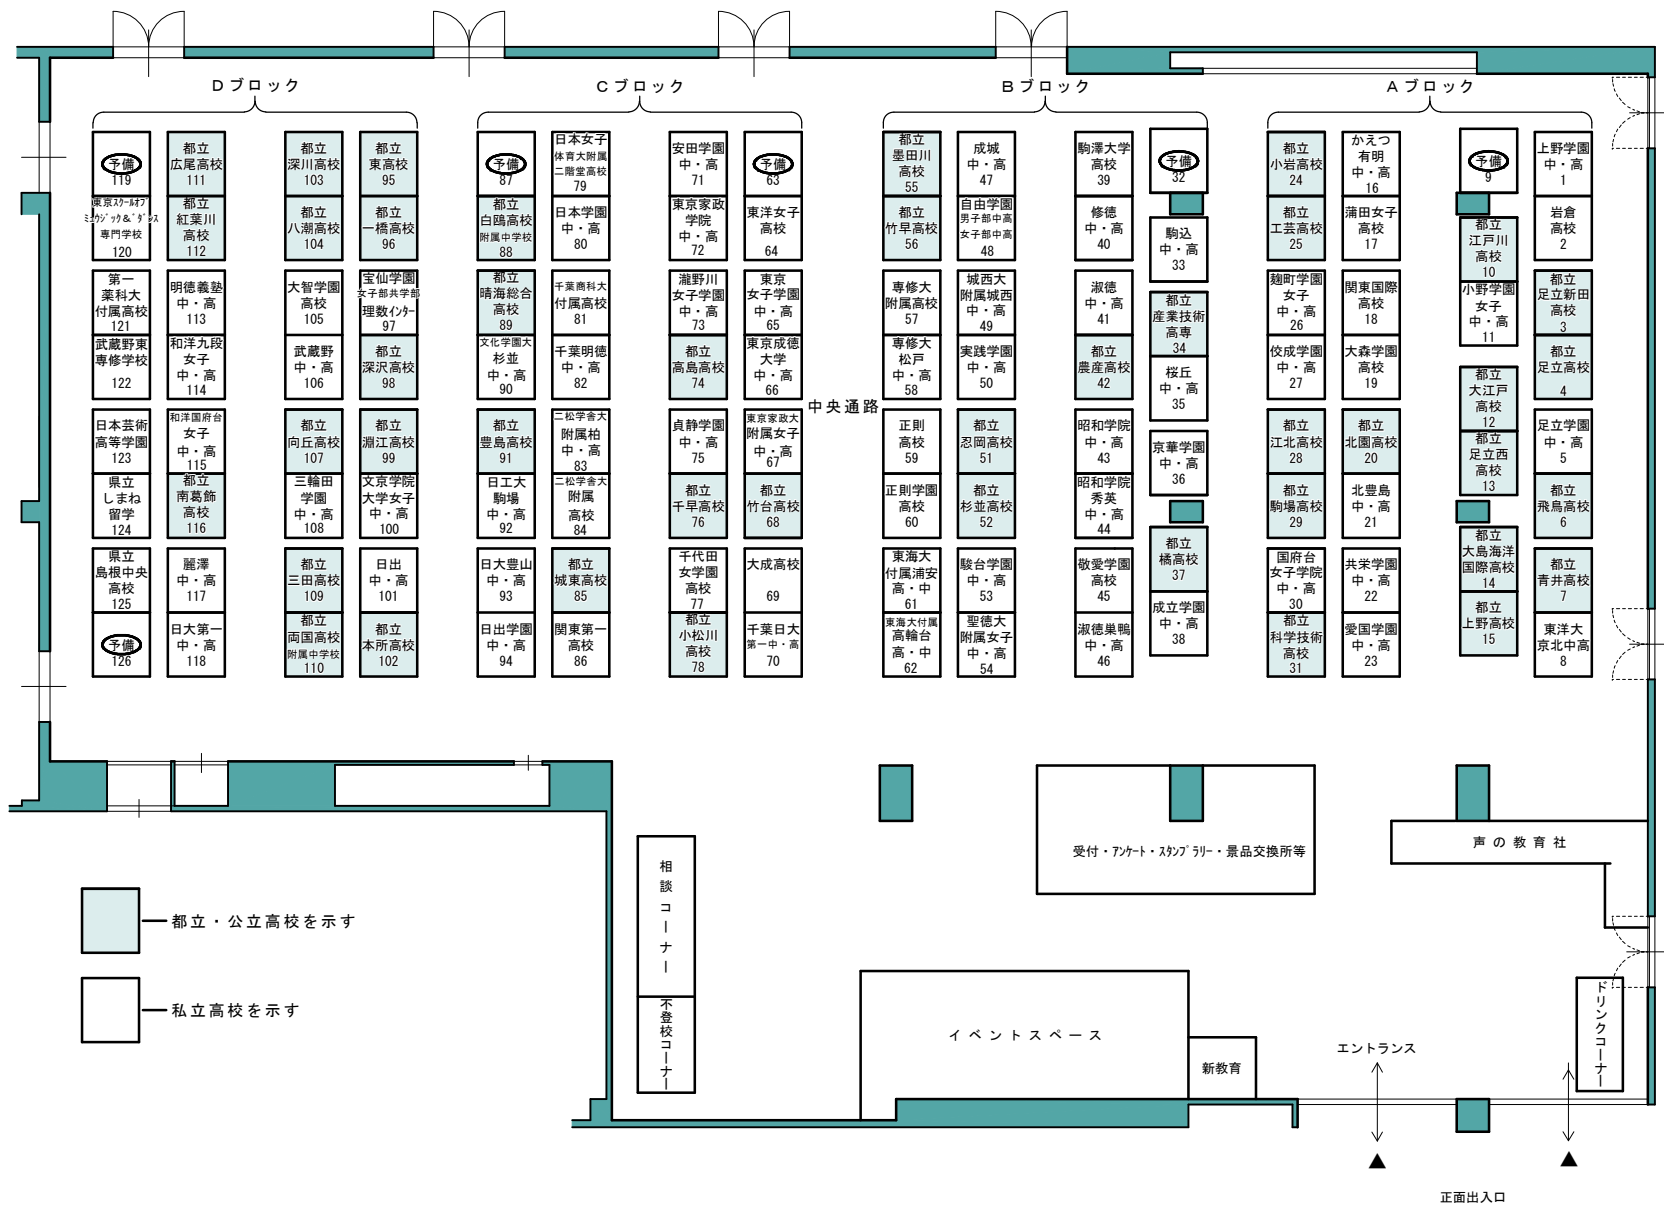 Dブロック
Cブロック
Bブロック
Aブロック
予備
119
東京スクールオブ
ミュウジック&ダンス
専門学校
120
第一
薬科大
付属高校
121
武蔵野東
専修学校
122
日本芸術
高等学園
123
県立
しまね
留学
124
県立
島根中央
高校
125
予備
126
都立
広尾高校
111
都立
紅葉川
高校
112
明徳義塾
中・高
113
和洋九段
女子
中・高
114
和洋国府台
女子
中・高
115
都立
南葛飾
高校
116
麗澤
中・高
117
日大第一
中・高
118
都立
深川高校
103
都立
八潮高校
104
大智学園
高校
105
武蔵野
中・高
106
都立
向丘高校
107
三輪田
学園
中・高
108
都立
三田高校
109
都立
両国高校
附属中学校
110
都立
東高校
95
都立
一橋高校
96
宝仙学園
女子部共学部
理数インター
97
都立
深沢高校
98
都立
淵江高校
99
文京学院
大学女子
中・高
100
日出
中・高
101
都立
本所高校
102
予備
87
都立
白鴎高校
附属中学校
88
都立
晴海総合
高校
89
文化学園大
杉並
中・高
90
都立
豊島高校
91
日工大
駒場
中・高
92
日大豊山
中・高
93
日出学園
中・高
94
日本女子
体育大附属
二階堂高校
79
日本学園
中・高
80
千葉商科大
付属高校
81
千葉明徳
中・高
82
二松学舎大
附属柏
中・高
83
二松学舎大
附属
高校
84
都立
城東高校
85
関東第一
高校
86
安田学園
中・高
71
東京家政
学院
中・高
72
瀧野川
女子学園
中・高
73
都立
高島高校
74
貞静学園
中・高
75
都立
千早高校
76
千代田
女学園
中・高
77
都立
小松川
高校
78
予備
63
東洋女子
高校
64
東京
女子学園
中・高
65
東京成徳
大学
中・高
66
東京家政大
附属女子
中・高
67
都立
竹台高校
68
大成高校
69
千葉日大
第一中・高
70
中央通路
都立
墨田川
高校
55
都立
竹早高校
56
専修大
附属高校
57
専修大
松戸
中・高
58
正則
高校
59
正則学園
高校
60
東海大
付属浦安
高・中
61
東海大付属
高輪台
高・中
62
成城
中・高
47
自由学園
男子部中高
女子部中高
48
城西大
附属城西
中・高
49
実践学園
中・高
50
都立
忍岡高校
51
都立
杉並高校
52
駿台学園
中・高
53
聖徳大
附属女子
中・高
54
駒澤大学
高校
39
修徳
中・高
40
淑徳
中・高
41
都立
農産高校
42
昭和学院
中・高
43
昭和学院
秀英
中・高
44
敬愛学園
高校
45
淑徳巣鴨
中・高
46
予備
32
駒込
中・高
33
都立
産業技術
高専
34
桜丘
中・高
35
京華学園
中・高
36
都立
橘高校
37
成立学園
中・高
38
都立
小岩高校
24
都立
工芸高校
25
麹町学園
女子
中・高
26
佼成学園
中・高
27
都立
江北高校
28
都立
駒場高校
29
国府台
女子学院
中・高
30
都立
科学技術
高校
31
かえつ
有明
中・高
16
蒲田女子
高校
17
関東国際
高校
18
大森学園
高校
19
都立
北園高校
20
北豊島
中・高
21
共栄学園
中・高
22
愛国学園
中・高
23
予備
9
都立
江戸川
高校
10
小野学園
女子
中・高
11
都立
大江戸
高校
12
都立
足立西
高校
13
都立
大島海洋
国際高校
14
都立
上野高校
15
上野学園
中・高
1
岩倉
高校
2
都立
足立新田
高校
3
都立
足立高校
4
足立学園
中・高
5
都立
飛鳥高校
6
都立
青井高校
7
東洋大
京北中高
8
受付・アンケート・スタンプラリー・景品交換所等
声の教育社
相談コーナー
不登校コーナー
都立・公立高校を示す
私立高校を示す
イベントスペース
新教育
エントランス
ドリンクコーナー
正面出入口